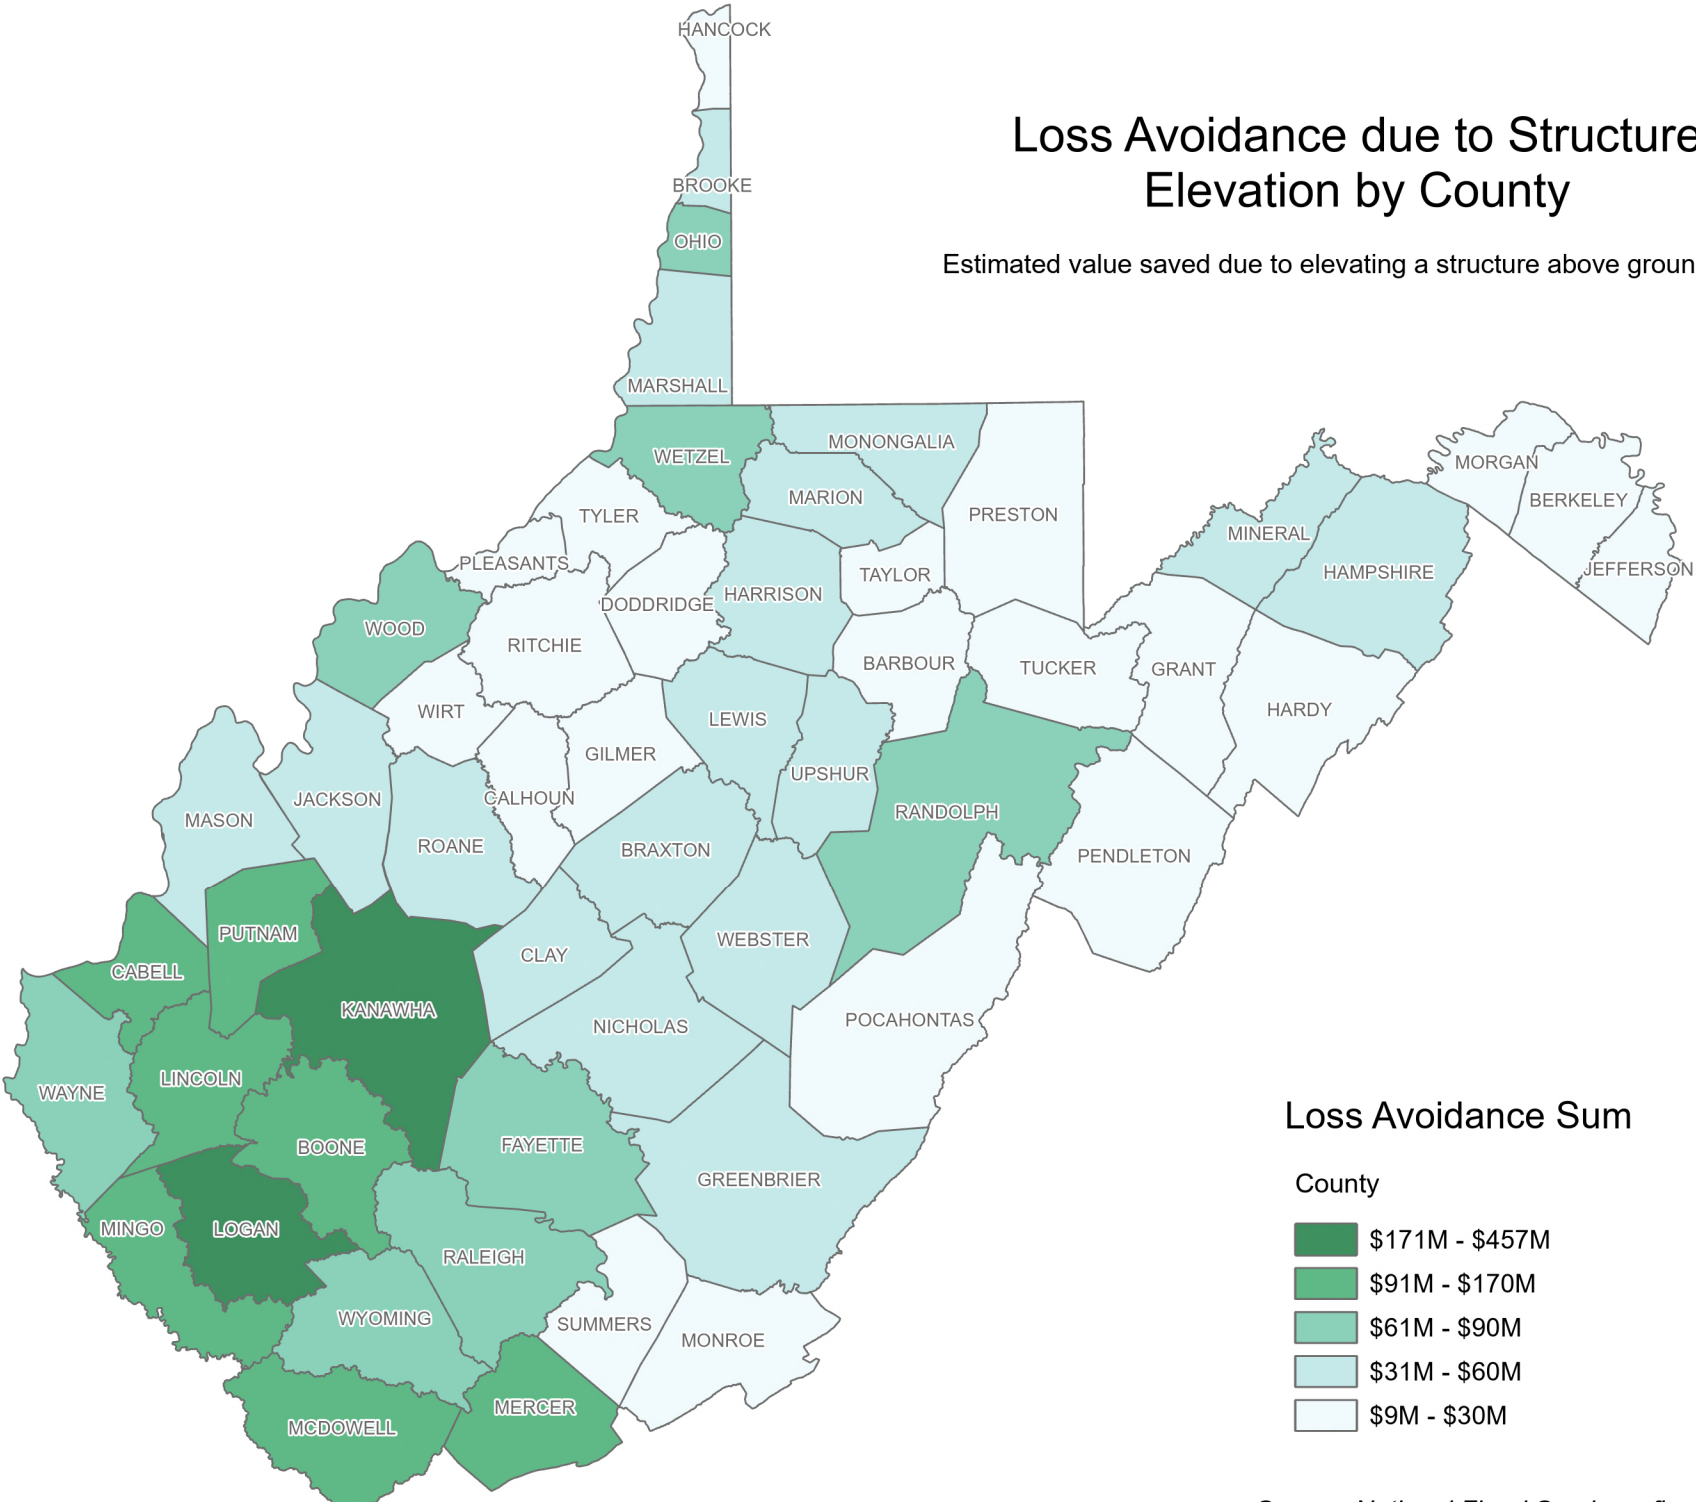 HANCOCK
Loss Avoidance due to Structure
Elevation by County
BROOKE
OHIO
Estimated value saved due to elevating a structure above groun
MARSHALL
MONONGALIA
WETZEL
MORGAN
MARION
BERKELEY
TYLER
PRESTON
MINERAL
PLEASANTS
JEFFERSON
TAYLOR
HAMPSHIRE
HARRISON
DODDRIDGE
WOOD
RITCHIE
BARBOUR
TUCKER
GRANT
WIRT
HARDY
LEWIS
GILMER
UPSHUR
CALHOUN
JACKSON
RANDOLPH
MASON
ROANE
BRAXTON
PENDLETON
PUTNAM
WEBSTER
CLAY
CABELL
KANAWHA
POCAHONTAS
NICHOLAS
LINCOLN
WAYNE
Loss Avoidance Sum
BOONE
FAYETTE
GREENBRIER
County
MINGO
LOGAN
$171M - $457M
RALEIGH
$91M - $170M
WYOMING
SUMMERS
$61M - $90M
MONROE
$31M - $60M
MERCER
$9M - $30M
MCDOWELL